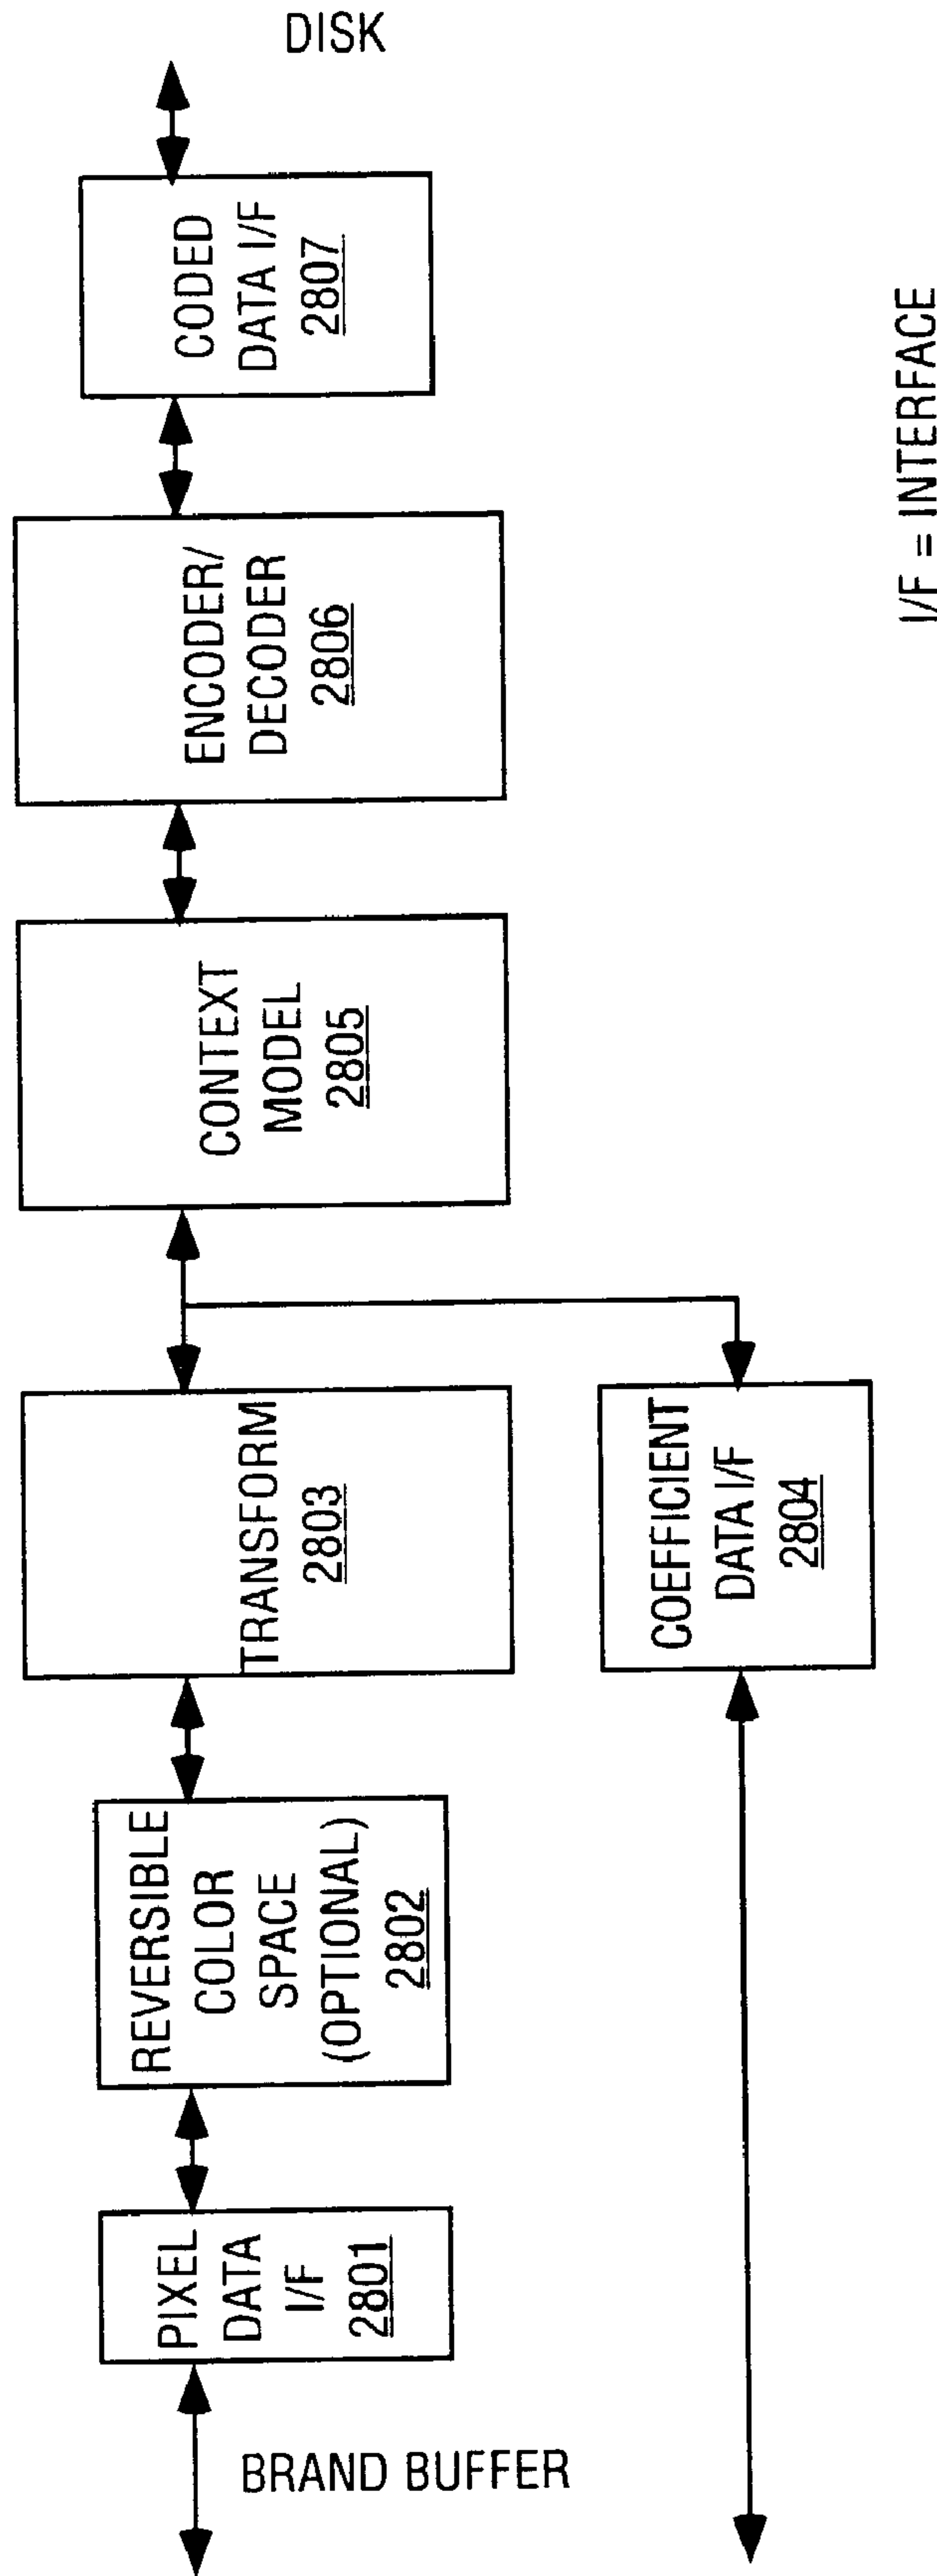 BRAND BUFFER
PIXEL
DATA
I/F
2801
REVERSIBLE
COLOR
SPACE
(OPTIONAL)
2802
TRANSFORM
2803
COEFFICIENT
DATA I/F
2804
CONTEXT
MODEL
2805
ENCODER/
DECODER
2806
CODED
DATA I/F
2807
DISK
I/F = INTERFACE